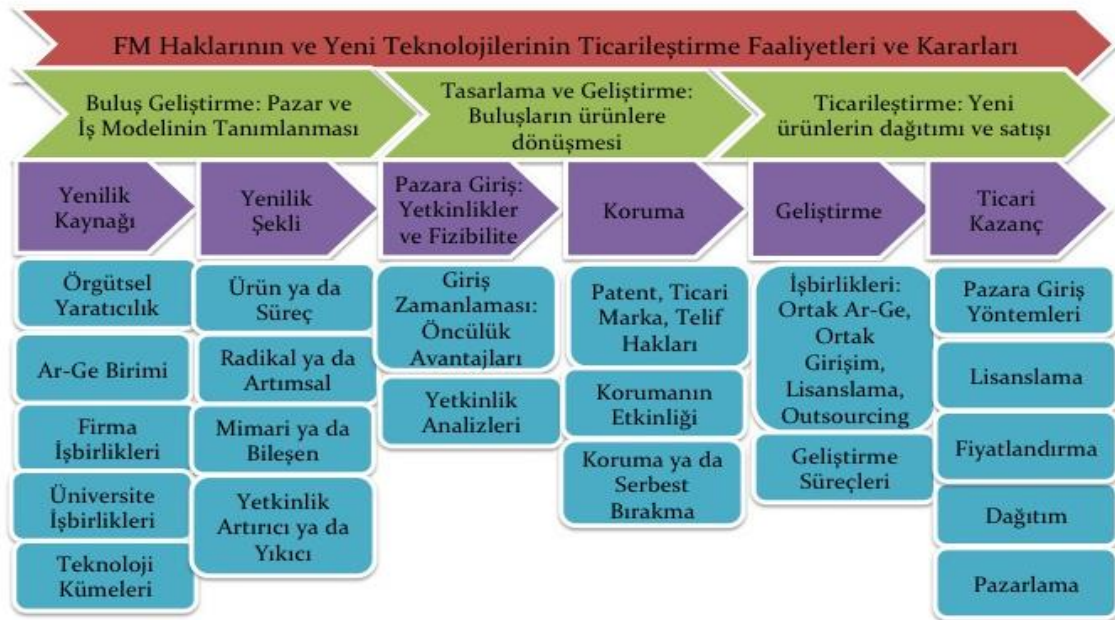 FM Haklarının ve Yeni Teknolojilerinin Ticarileştirme Faaliyetleri ve Kararları
Buluş Geliştirme: Pazar ve
İş Modelinin Tanımlanması
Tasarlama ve Geliştirme:
Buluşların ürünlere
dönüşmesi
Ticarileştirme: Yeni
ürünlerin dağıtımı ve satışı
Yenilik
Kaynağı
Yenilik
Şekli
Pazara Giriş:
Yetkinlikler
ve Fizibilite
Koruma
Geliştirme
Ticari
Kazanç
Örgütsel
Yaratıcılık
Ar-Ge Birimi
Firma
İşbirlikleri
Üniversite
İşbirlikleri
Teknoloji
Kümeleri
Ürün ya da
Süreç
Radikal ya da
Artımsal
Mimari ya da
Bileşen
Yetkinlik
Artırıcı ya da
Yıkıcı
Giriş
Zamanlaması:
Öncülük
Avantajları
Yetkinlik
Analizleri
Patent, Ticari
Marka, Telif
Hakları
Korumanın
Etkinliği
Koruma ya da
Serbest
Bırakma
İşbirlikleri:
Ortak Ar-Ge,
Ortak
Girişim,
Lisanslama,
Outsourcing
Geliştirme
Süreçleri
Pazara Giriş
Yöntemleri
Lisanslama
Fiyatlandırma
Dağıtım
Pazarlama